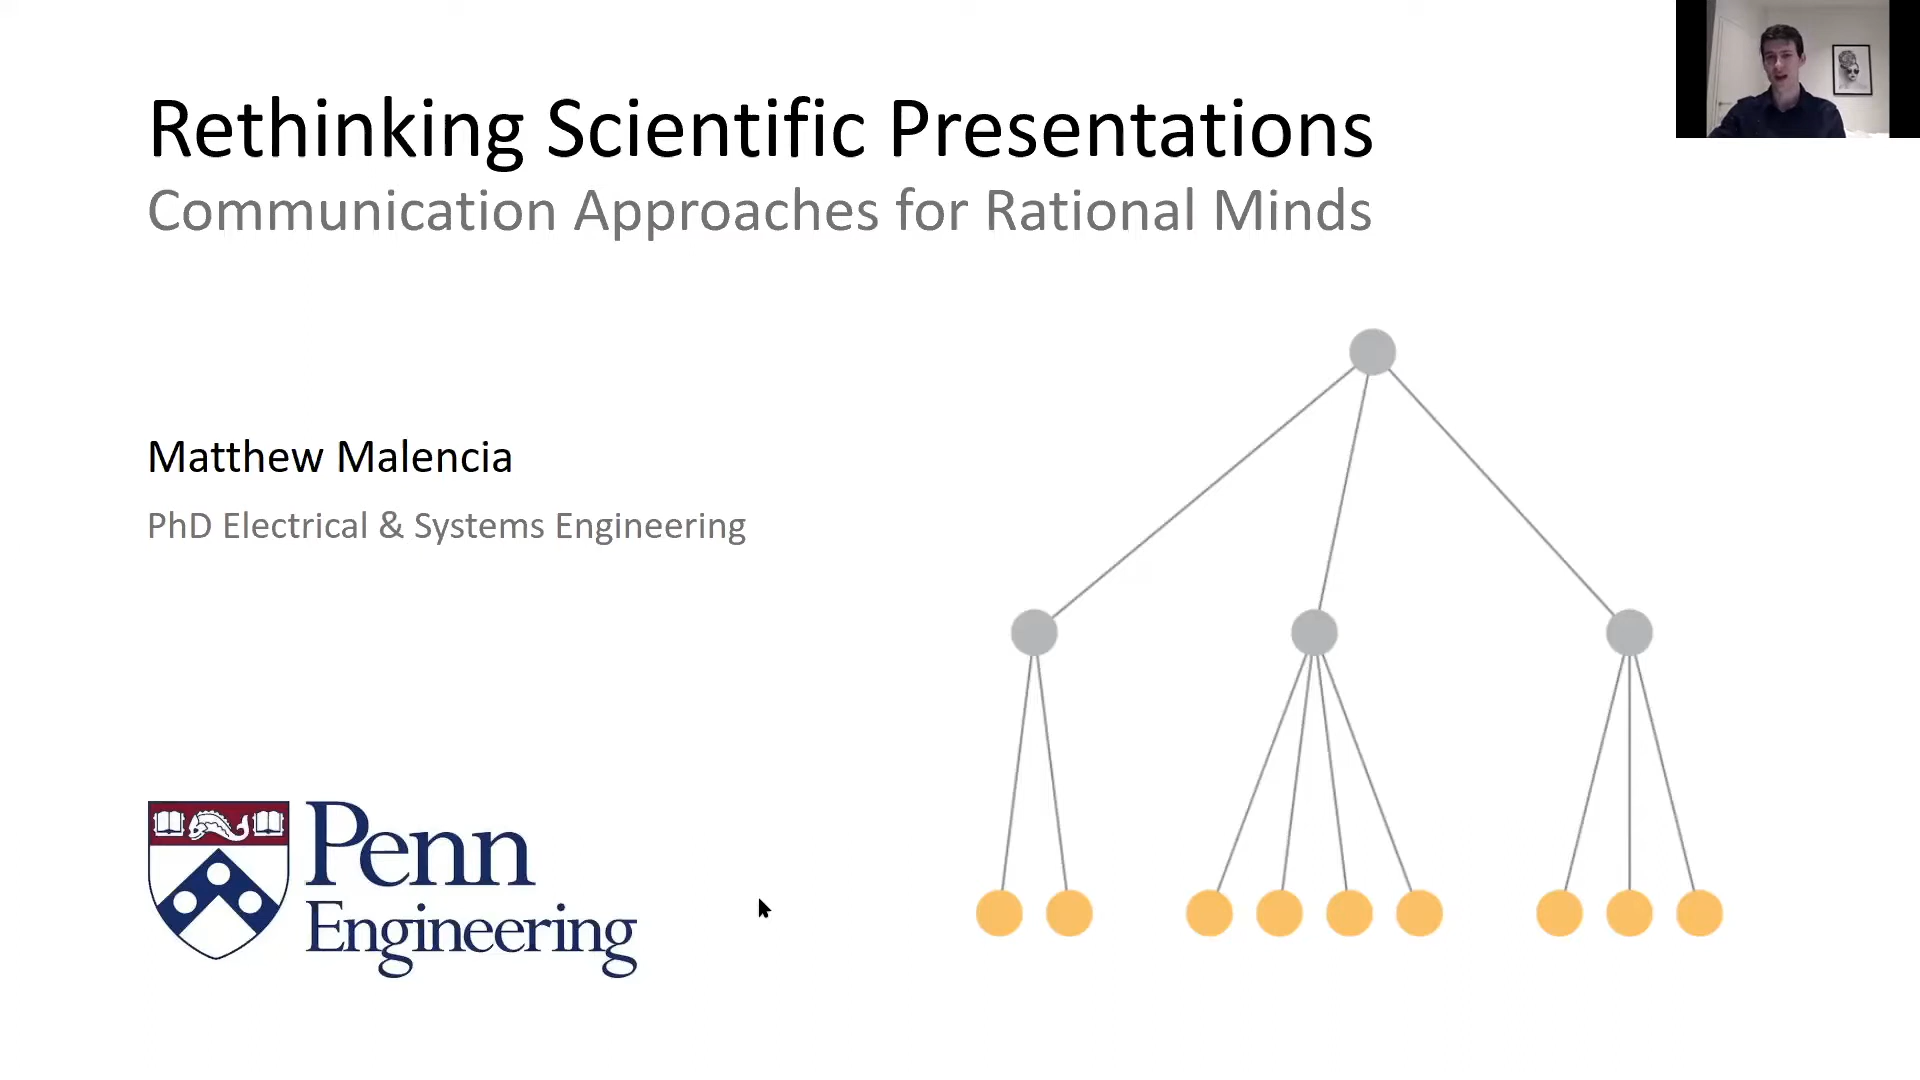 Rethinking Scientific Presentations
Communication Approaches for Rational Minds
Matthew Malencia
PhD Electrical & Systems Engineering
Penn
Engineering